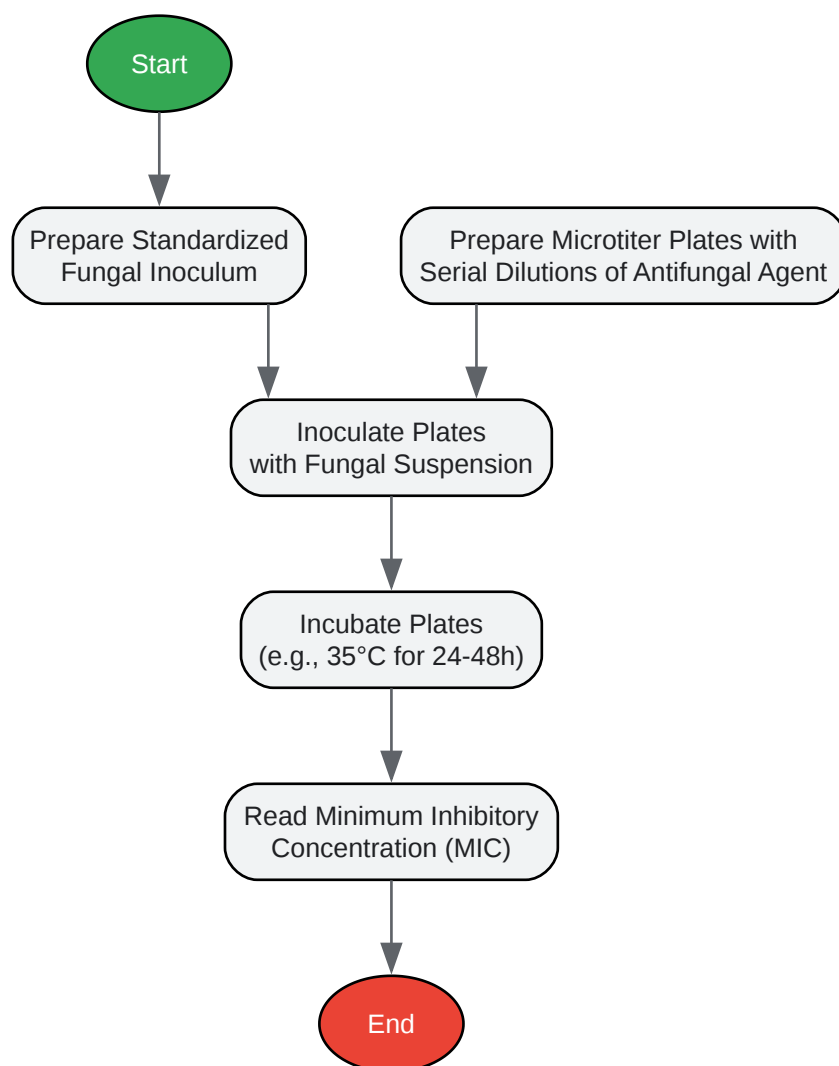 Start
Prepare Standardized
Fungal Inoculum
Prepare Microtiter Plates with
Serial Dilutions of Antifungal Agent
Inoculate Plates
with Fungal Suspension
Incubate Plates
(e.g., 35°C for 24-48h)
Read Minimum Inhibitory
Concentration (MIC)
End